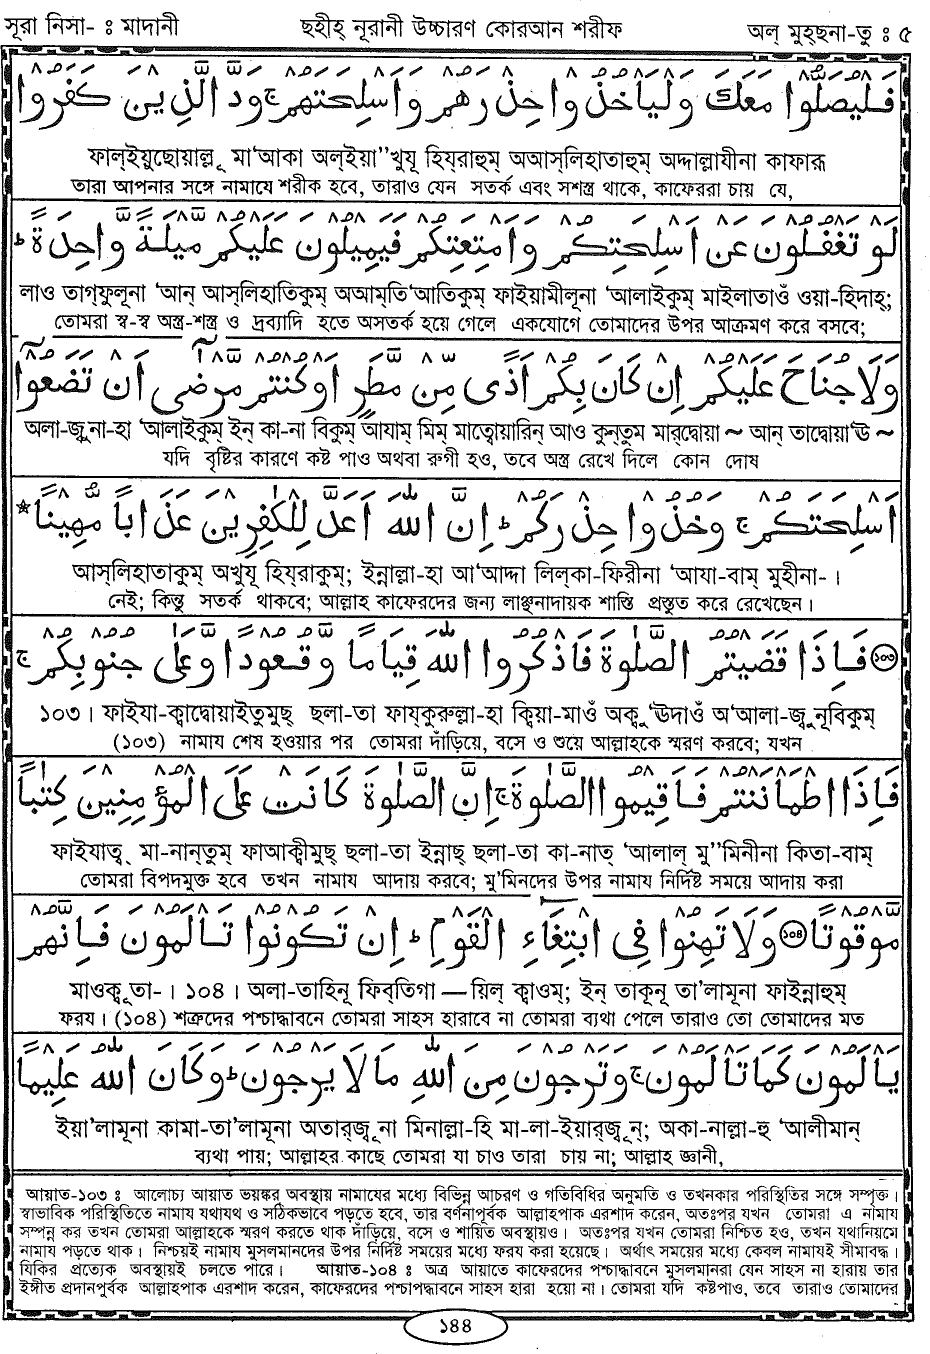 সূরা নিসা- ঃ মাদানী
ছহীহ্ নূরানী উচ্চারণ কোরআন শরীফ
অল্ মুহ্ছনা-তু ঃ ৫
فَلْيُصَلُّوْا مَعَكَ وَلْيَاْخُذُوْا حِذْرَهُمْ وَاَسْلِحَتَهُمْ ۚ وَدَّ الَّذِيْنَ كَفَرُوْا
ফাল্ইয়ুছোয়াল্লূ মা‘আকা অল্ইয়া”খুযূ হিয্রাহুম্ অআস্লিহাতাহুম্ অদ্দাল্লাযীনা কাফারূ
তারা আপনার সঙ্গে নামাযে শরীক হবে, তারাও যেন সতর্ক এবং সশস্ত্র থাকে, কাফেররা চায় যে,
لَوْ تَغْفُلُوْنَ عَنْ اَسْلِحَتِكُمْ وَاَمْتِعَتِكُمْ فَيَمِيْلُوْنَ عَلَيْكُمْ مَّيْلَةً وَّاحِدَةً ؕ
লাও তাগ্ফুলূনা ‘আন্ আস্লিহাতিকুম্ অআম্তি‘আতিকুম্ ফাইয়ামীলূনা ‘আলাইকুম্ মাইলাতাওঁ ওয়া-হিদাহ্;
তোমরা স্ব-স্ব অস্ত্র-শস্ত্র ও দ্রব্যাদি হতে অসতর্ক হয়ে গেলে একযোগে তোমাদের উপর আক্রমণ করে বসবে;
وَلَا جُنَاحَ عَلَيْكُمْ اِنْ كَانَ بِكُمْ اَذًى مِّنْ مَّطَرٍ اَوْ كُنْتُمْ مَّرْضٰٓى اَنْ تَضَعُوْٓا
অলা-জু্না-হা ‘আলাইকুম্ ইন্ কা-না বিকুম্ আযাম্ মিম্ মাত্বোয়ারিন্ আও কুন্তুম মার্দ্বোয়া ~ আন্ তাদ্বোয়া‘ঊ ~
যদি বৃষ্টির কারণে কষ্ট পাও অথবা রুগী হও, তবে অস্ত্র রেখে দিলে কোন দোষ
اَسْلِحَتَكُمْ ۚ وَخُذُوْا حِذْرَكُمْ ؕ اِنَّ اللّٰهَ اَعَدَّ لِلْكٰفِرِيْنَ عَذَابًا مُّهِيْنًا *
আস্লিহাতাকুম্ অখুযূ হিয্রাকুম্; ইন্নাল্লা-হা আ‘আদ্দা লিল্কা-ফিরীনা ‘আযা-বাম্ মুহীনা-।
নেই; কিন্তু সতর্ক থাকবে; আল্লাহ কাফেরদের জন্য লাঞ্ছনাদায়ক শাস্তি প্রস্তুত করে রেখেছেন।
১০৩ فَاِذَا قَضَيْتُمُ الصَّلٰوةَ فَاذْكُرُوا اللّٰهَ قِيَامًا وَّقُعُوْدًا وَّعَلٰى جُنُوْبِكُمْ ۚ
১০৩। ফাইযা-ক্বাদ্বোয়াইতুমুছ্ ছলা-তা ফায্কুরুল্লা-হা ক্বিয়া-মাওঁ অক্বু‘ঊদাওঁ অ‘আলা-জু্নূবিকুম্
(১০৩) নামায শেষ হওয়ার পর তোমরা দাঁড়িয়ে, বসে ও শুয়ে আল্লাহকে স্মরণ করবে; যখন
فَاِذَا اطْمَاْنَنْتُمْ فَاَقِيْمُوا الصَّلٰوةَ ۚ اِنَّ الصَّلٰوةَ كَانَتْ عَلَى الْمُؤْمِنِيْنَ كِتٰبًا
ফাইযাত্ব্ মা-নান্তুম্ ফাআক্বীমুছ্ ছলা-তা ইন্নাছ্ ছলা-তা কা-নাত্ ‘আলাল্ মু”মিনীনা কিতা-বাম্
তোমরা বিপদমুক্ত হবে তখন নামায আদায় করবে; মু’মিনদের উপর নামায নির্দিষ্ট সময়ে আদায় করা
مَّوْقُوْتًا ১০৪ وَلَا تَهِنُوْا فِى ابْتِغَآءِ الْقَوْمِ ؕ اِنْ تَكُوْنُوْا تَاْلَمُوْنَ فَاِنَّهُمْ
মাওক্বূতা-। ১০৪। অলা-তাহিনূ ফিব্তিগা — য়িল্ ক্বাওম্; ইন্ তাকূনূ তা’লামূনা ফাইন্নাহুম্
ফরয। (১০৪) শত্রুদের পশ্চাদ্ধাবনে তোমরা সাহস হারাবে না তোমরা ব্যথা পেলে তারাও তো তোমাদের মত
يَاْلَمُوْنَ كَمَا تَاْلَمُوْنَ ۚ وَتَرْجُوْنَ مِنَ اللّٰهِ مَا لَا يَرْجُوْنَ ؕ وَكَانَ اللّٰهُ عَلِيْمًا
ইয়া’লামূনা কামা-তা’লামূনা অতার্জূ্না মিনাল্লা-হি মা-লা-ইয়ার্জূ্ন্; অকা-নাল্লা-হু ‘আলীমান্
ব্যথা পায়; আল্লাহর কাছে তোমরা যা চাও তারা চায় না; আল্লাহ জ্ঞানী,
আয়াত-১০৩ ঃ আলোচ্য আয়াত ভয়ঙ্কর অবস্থায় নামাযের মধ্যে বিভিন্ন আচরণ ও গতিবিধির অনুমতি ও তখনকার পরিস্থিতির সঙ্গে সম্পৃক্ত।
স্বাভাবিক পরিস্থিতিতে নামায যথাযথ ও সঠিকভাবে পড়তে হবে, তার বর্ণনাপূর্বক আল্লাহপাক এরশাদ করেন, অতঃপর যখন তোমরা এ নামায
সম্পন্ন কর তখন তোমরা আল্লাহকে স্মরণ করতে থাক দাঁড়িয়ে, বসে ও শায়িত অবস্থায়ও। অতঃপর যখন তোমরা নিশ্চিত হও, তখন যথানিয়মে
নামায পড়তে থাক। নিশ্চয়ই নামায মুসলমানদের উপর নির্দিষ্ট সময়ের মধ্যে ফরয করা হয়েছে। অর্থাৎ সময়ের মধ্যে কেবল নামাযই সীমাবদ্ধ।
যিকির প্রত্যেক অবস্থায়ই চলতে পারে। আয়াত-১০৪ ঃ অত্র আয়াতে কাফেরদের পশ্চাদ্ধাবনে মুসলমানরা যেন সাহস না হারায় তার
ইঙ্গীত প্রদানপূর্বক আল্লাহপাক এরশাদ করেন, কাফেরদের পশ্চাপদ্ধাবনে সাহস হারা হয়ো না। তোমরা যদি কষ্টপাও, তবে তারাও তোমাদের
১৪৪